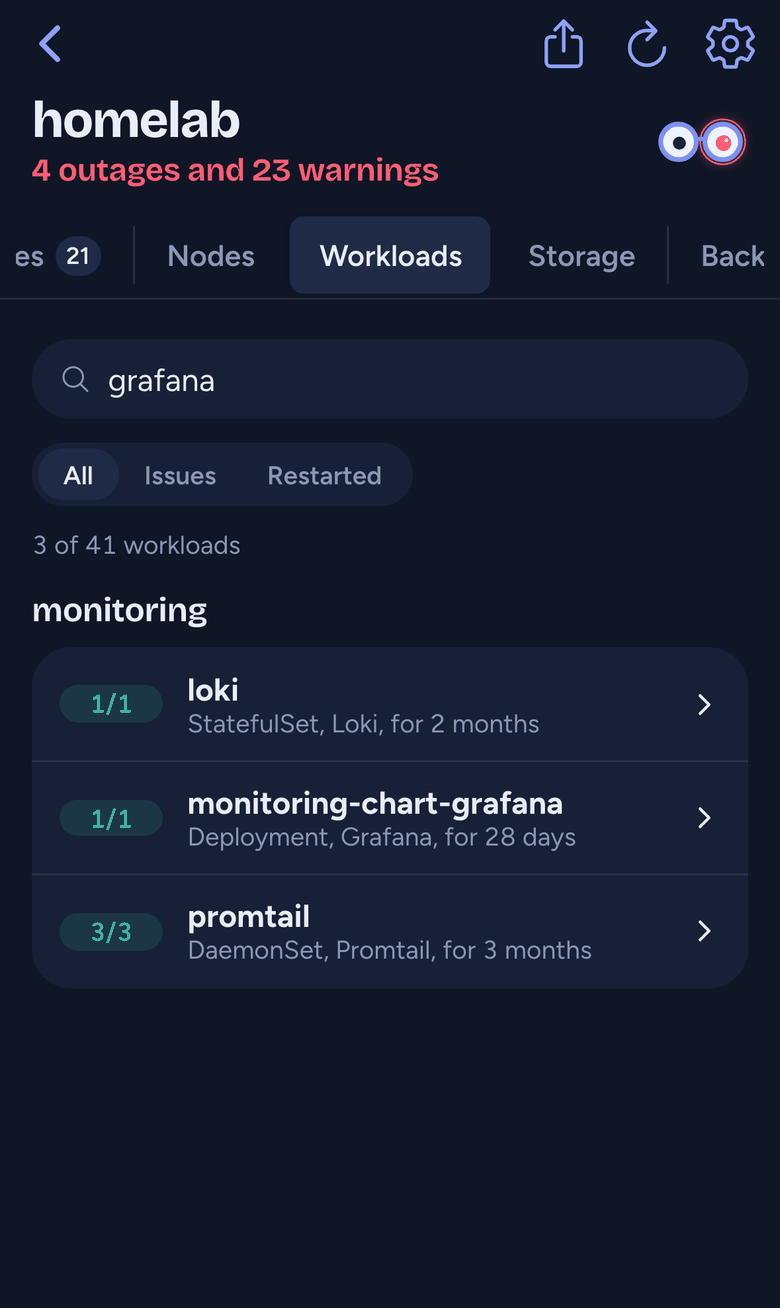 homelab
4 outages and 23 warnings
es 21 Nodes Workloads Storage Back
grafana
All Issues Restarted
3 of 41 workloads
monitoring
1/1 loki
StatefulSet, Loki, for 2 months
1/1 monitoring-chart-grafana
Deployment, Grafana, for 28 days
3/3 promtail
DaemonSet, Promtail, for 3 months